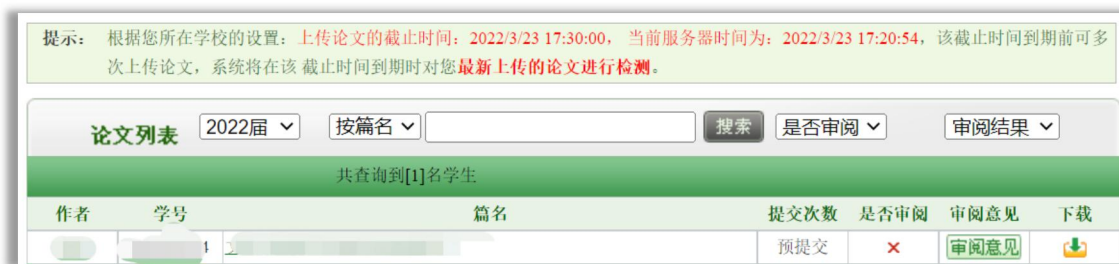 提示： 根据您所在学校的设置：上传论文的截止时间：2022/3/23 17:30:00， 当前服务器时间为：2022/3/23 17:20:54，该截止时间到期前可多
次上传论文，系统将在该 截止时间到期时对您最新上传的论文进行检测。
论文列表 2022届 按篇名 搜索 是否审阅 审阅结果
共查询到[1]名学生
作者 学号 篇名 提交次数 是否审阅 审阅意见 下载
4 预提交 审阅意见